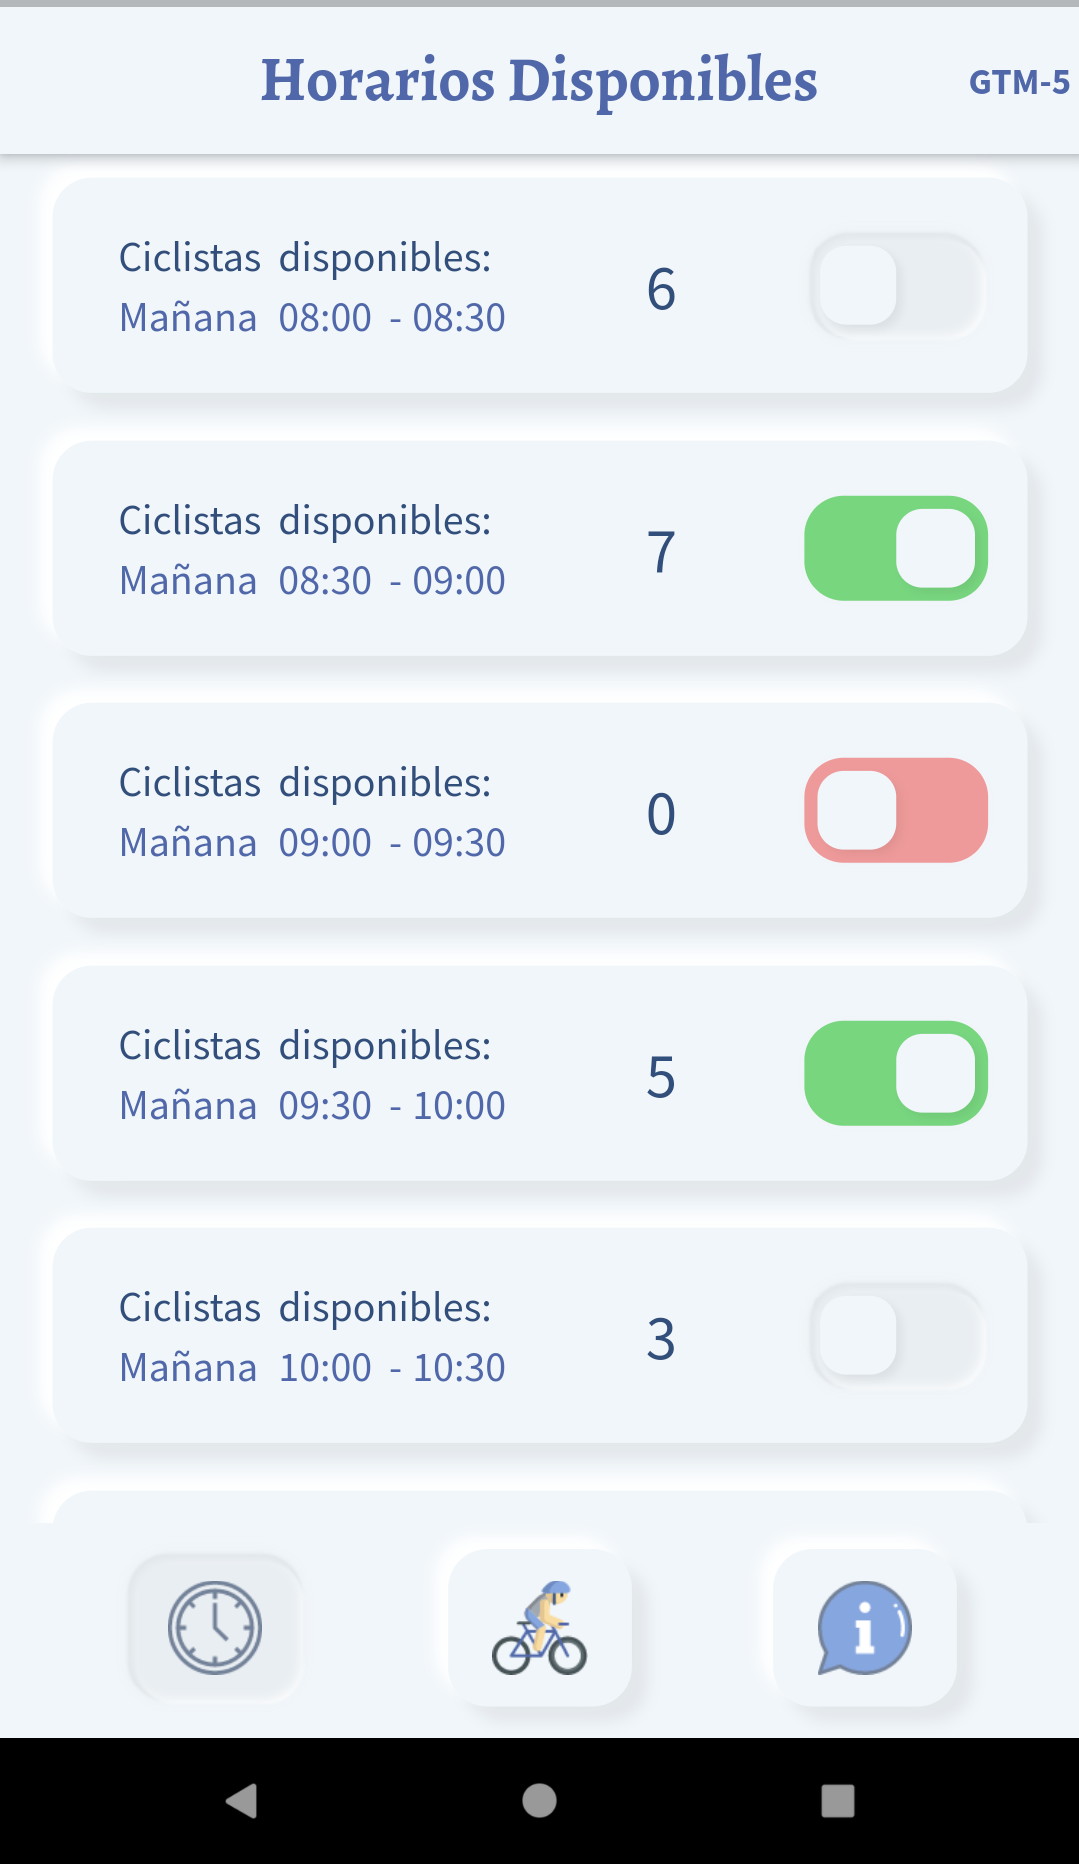 Horarios Disponibles
GTM-5
Ciclistas disponibles:
6
Mañana 08:00 - 08:30
Ciclistas disponibles:
7
Mañana 08:30 - 09:00
Ciclistas disponibles:
0
Mañana 09:00 - 09:30
Ciclistas disponibles:
5
Mañana 09:30 - 10:00
Ciclistas disponibles:
3
Mañana 10:00 - 10:30